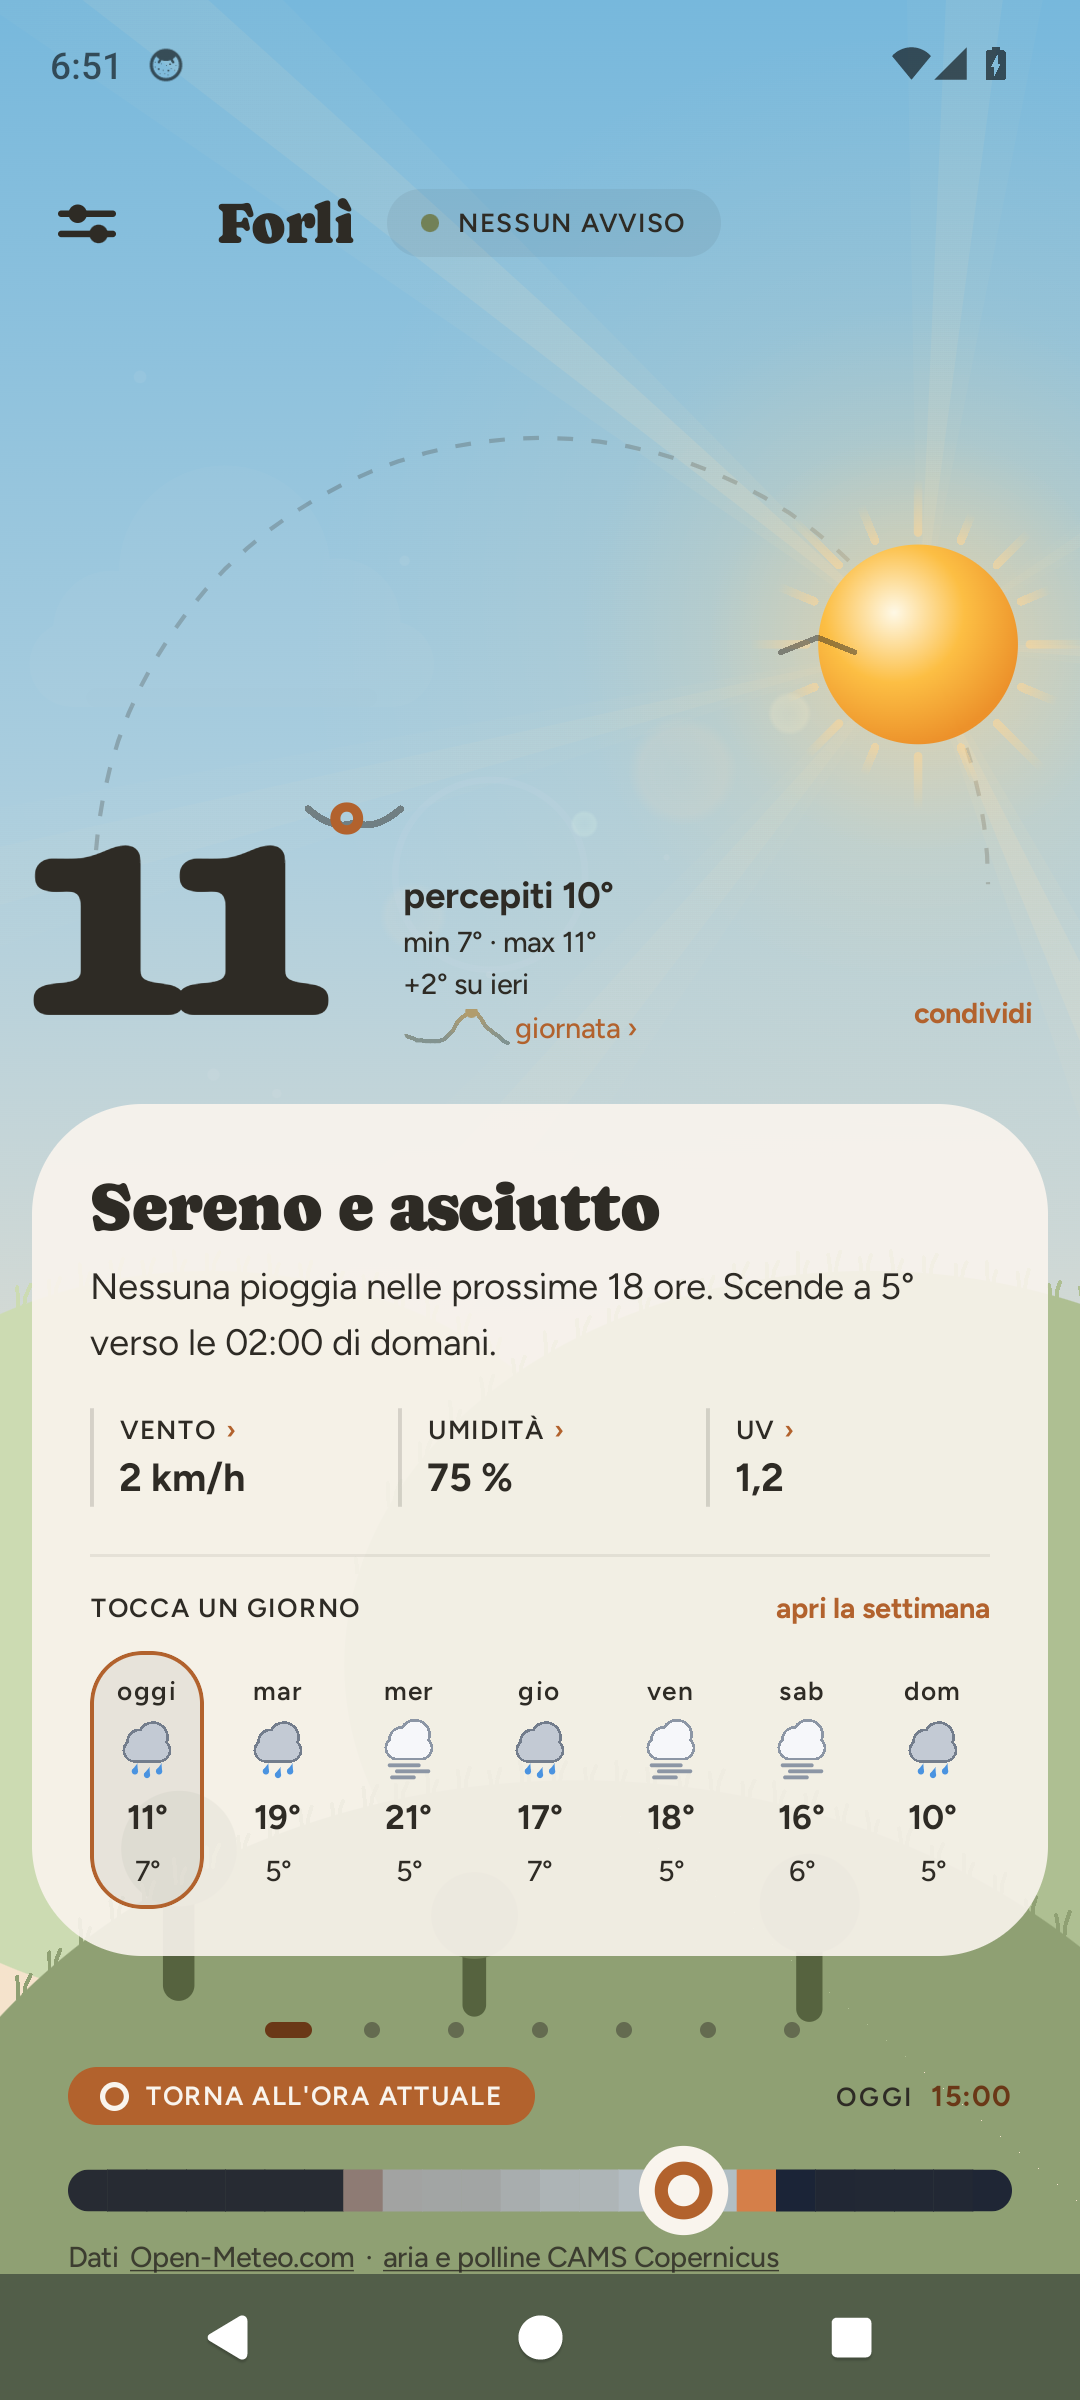 6:51
Forlì
NESSUN AVVISO
11
percepiti 10°
min 7° · max 11°
+2° su ieri
giornata ›
condividi
Sereno e asciutto
Nessuna pioggia nelle prossime 18 ore. Scende a 5°
verso le 02:00 di domani.
VENTO › UMIDITÀ › UV ›
2 km/h 75 % 1,2
TOCCA UN GIORNO apri la settimana
oggi mar mer gio ven sab dom
11° 19° 21° 17° 18° 16° 10°
7° 5° 5° 7° 5° 6° 5°
TORNA ALL'ORA ATTUALE OGGI 15:00
Dati Open-Meteo.com · aria e polline CAMS Copernicus